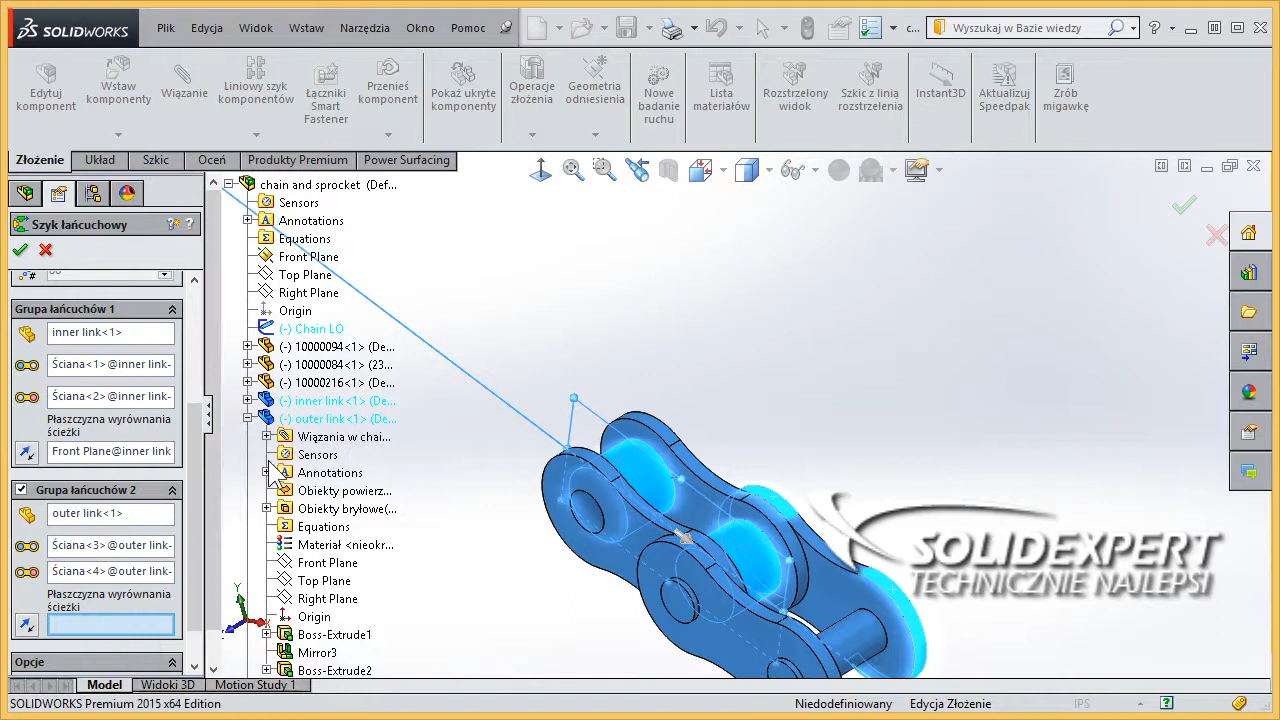 SOLIDWORKS
Plik
Edycja
Widok
Wstaw
Narzędzia
Okno
Pomoc
c...
Wyszukaj w Bazie wiedzy
Edytuj komponent
Wstaw komponenty
Wiązanie
Liniowy szyk komponentów
Łączniki Smart Fastener
Przenieś komponent
Pokaż ukryte komponenty
Operacje złożenia
Geometria odniesienia
Nowe badanie ruchu
Lista materiałów
Rozstrzelony widok
Szkic z linią rozstrzelenia
Instant3D
Aktualizuj Speedpak
Zrób migawkę
Złożenie
Układ
Szkic
Oceń
Produkty Premium
Power Surfacing
Szyk łańcuchowy
Grupa łańcuchów 1
inner link<1>
Ściana<1>@inner link-
Ściana<2>@inner link-
Płaszczyzna wyrównania
ścieżki
Front Plane@inner link
Grupa łańcuchów 2
outer link<1>
Ściana<3>@outer link-
Ściana<4>@outer link-
Płaszczyzna wyrównania
ścieżki
Opcje
chain and sprocket (Def...
Sensors
Annotations
Equations
Front Plane
Top Plane
Right Plane
Origin
(-) Chain LO
(-) 10000094<1> (De...
(-) 10000084<1> (23...
(-) 10000216<1> (De...
(-) inner link<1> (De...
(-) outer link<1> (De...
Wiązania w chai...
Sensors
Annotations
Obiekty powierz...
Obiekty bryłowe(...
Equations
Materiał <nieokr...
Front Plane
Top Plane
Right Plane
Origin
Boss-Extrude1
Mirror3
Boss-Extrude2
SOLIDEXPERT
TECHNICZNIE NAJLEPSI
Model
Widoki 3D
Motion Study 1
SOLIDWORKS Premium 2015 x64 Edition
Niedodefiniowany
Edycja Złożenie
IPS